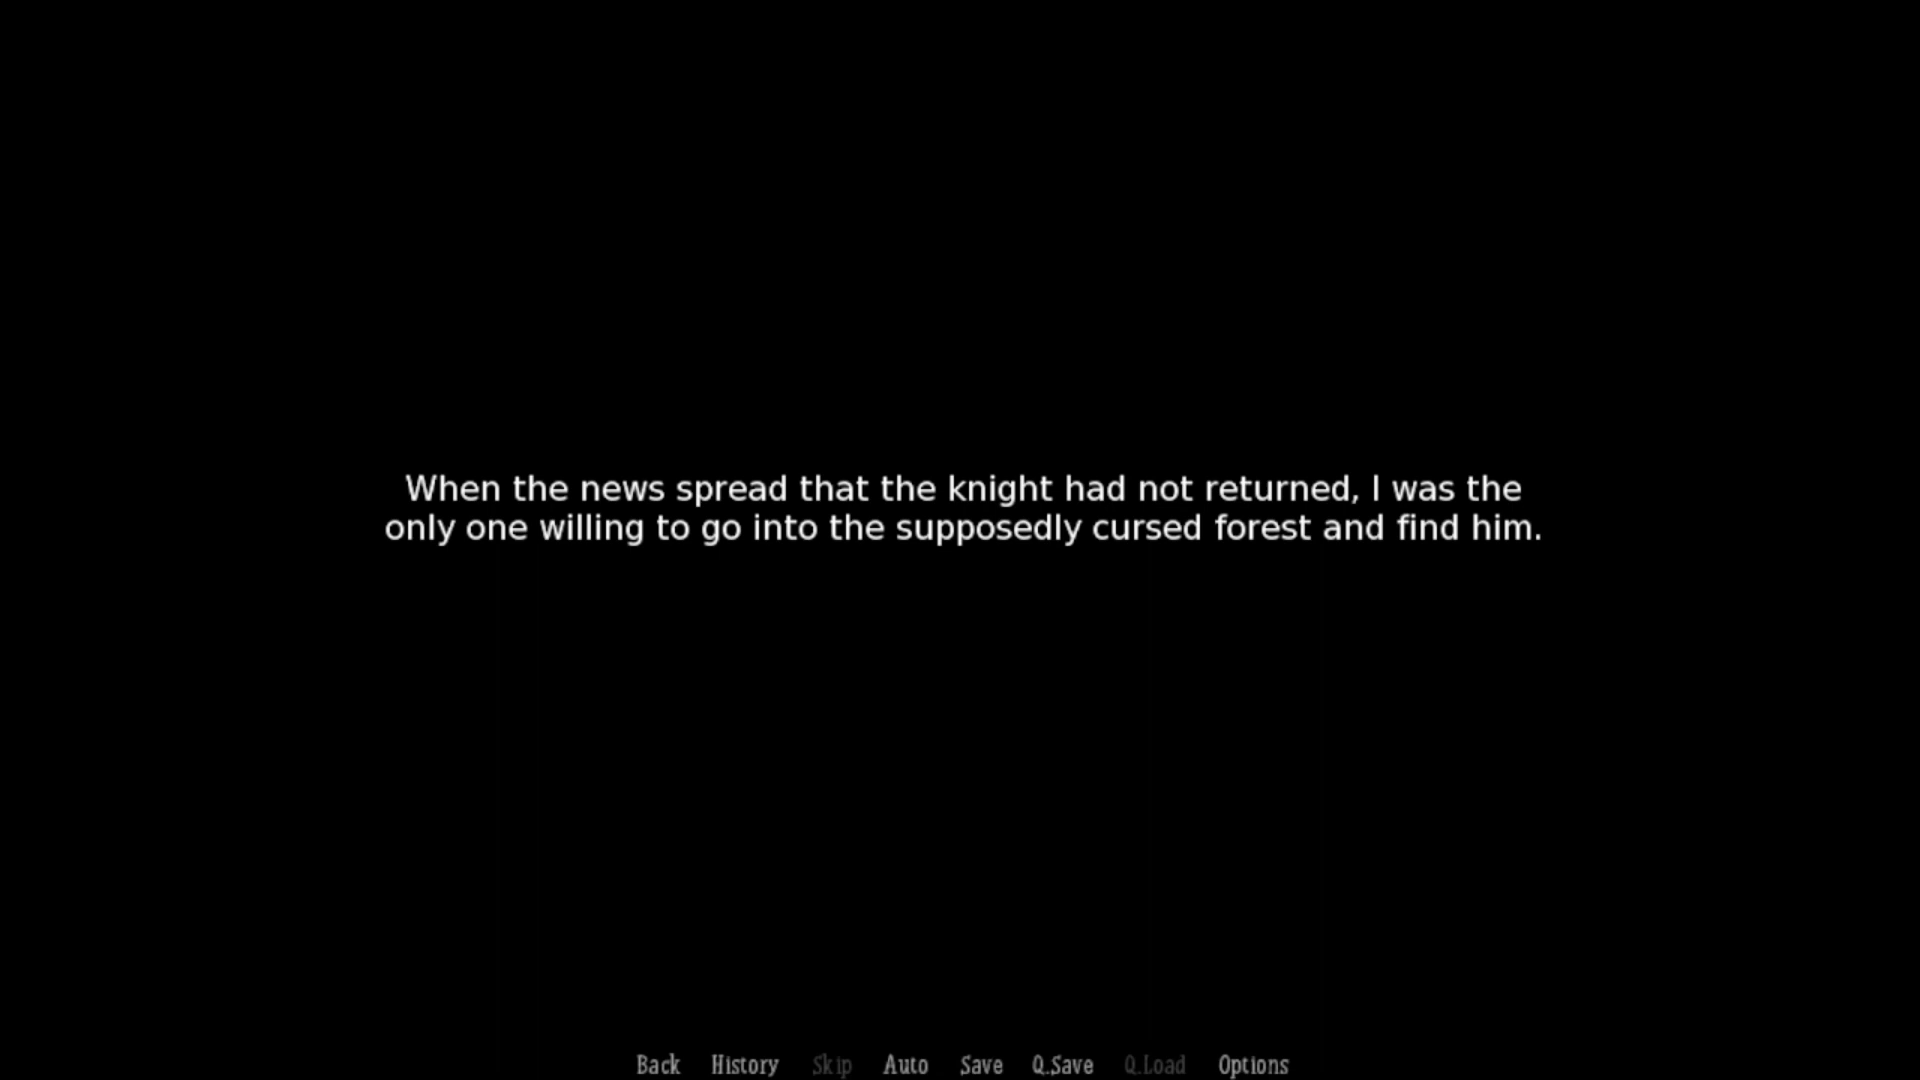 When the news spread that the knight had not returned, I was the
only one willing to go into the supposedly cursed forest and find him.
Back History Skip Auto Save Q.Save Q.Load Options